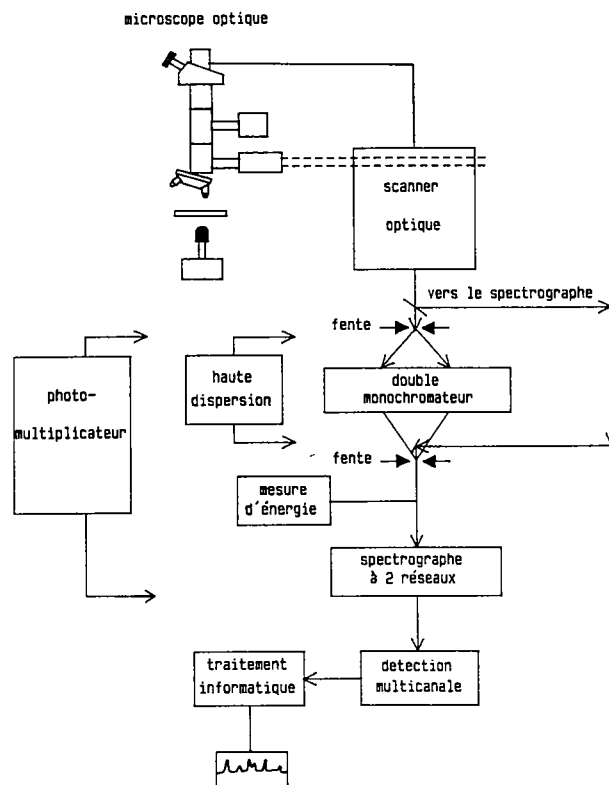 microscope optique
scanner
optique
vers le spectrographe
fente
double
monochromateur
haute
dispersion
photo-
multiplicateur
fente
mesure
d'énergie
spectrographe
à 2 réseaux
detection
multicanale
traitement
informatique